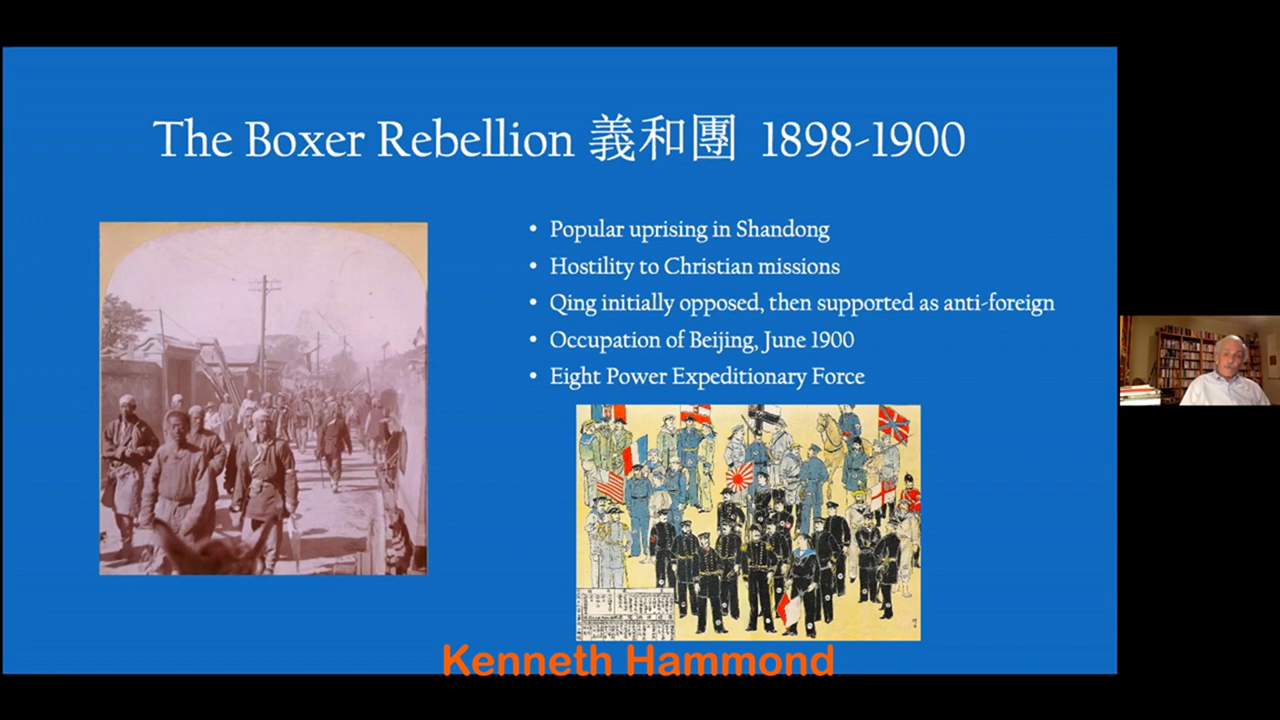 The Boxer Rebellion 義和團 1898-1900
• Popular uprising in Shandong
• Hostility to Christian missions
• Qing initially opposed, then supported as anti-foreign
• Occupation of Beijing, June 1900
• Eight Power Expeditionary Force
Kenneth Hammond